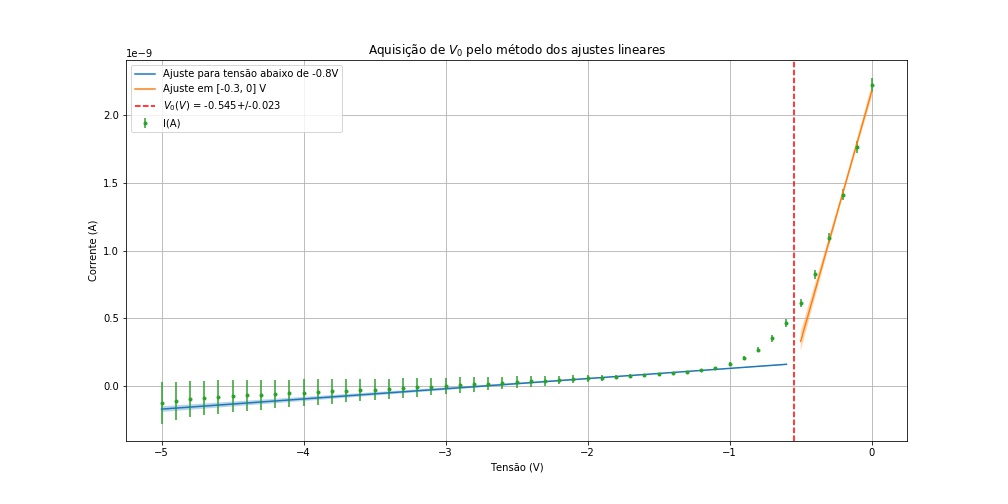 Aquisição de V₀ pelo método dos ajustes lineares
1e−9
Ajuste para tensão abaixo de -0.8V
Ajuste em [-0.3, 0] V
V₀(V) = -0.545+/-0.023
I(A)
2.0
1.5
1.0
0.5
0.0
Corrente (A)
−5
−4
−3
−2
−1
0
Tensão (V)